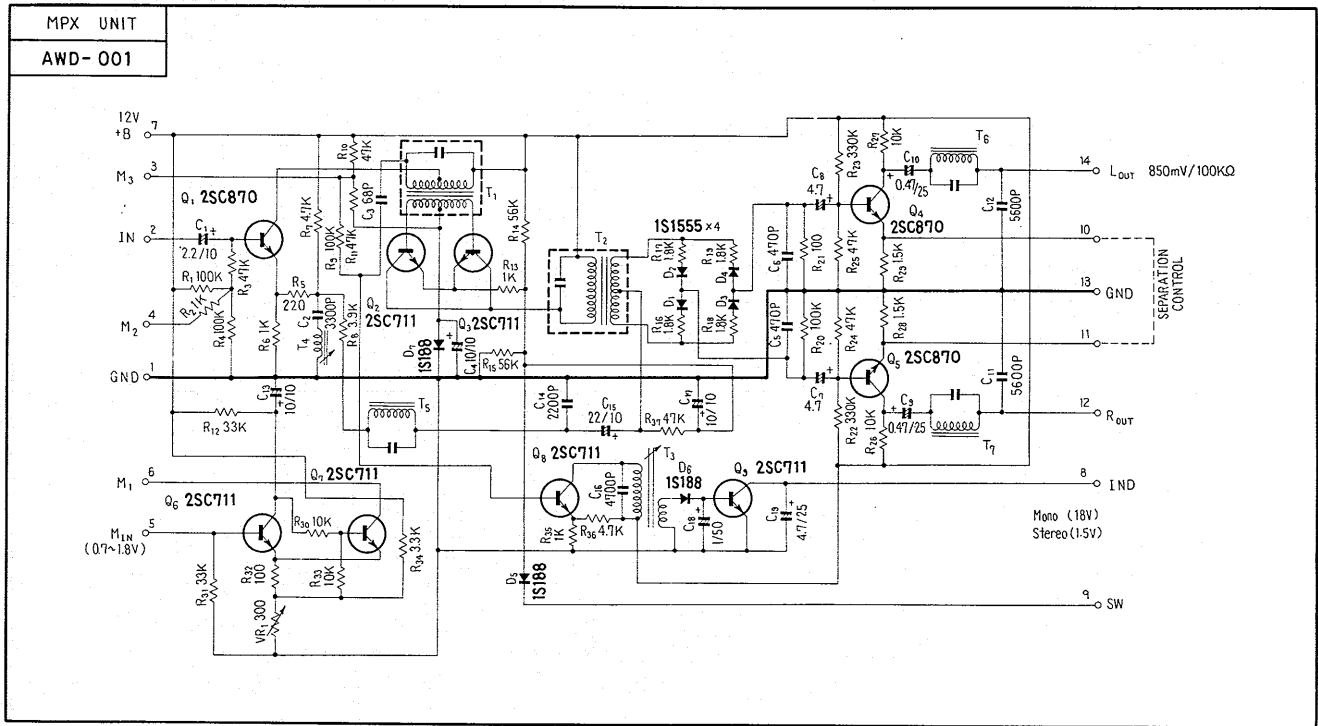 MPX UNIT
AWD-001
12V
+B 7
3
M3
Q1 2SC870
IN 2
C1 +
2.2/10
R1 100K
R2 1K
R3 47K
M2 4
R4 100K
GND 1
R5
220
R6 1K
R7 4.7K
C2
3300P
T4
R8 3.9K
R9 100K
R10
47K
R11 47K
C3 68P
T1
Q2
2SC711
Q3 2SC711
R13
1K
R14 56K
D7
1S188
C4 10/10
R15 56K
T2
1S1555 ×4
R17
1.8K
D2
D1
R16
1.8K
R19
1.8K
D4
D3
R18
1.8K
C6 470P
C5 470P
R21 100
R20 100K
C8
4.7 +
C7 +
4.7
R23 330K
R25 47K
R24 47K
R22 330K
R27
10K
Q4
2SC870
R29 1.5K
R28 1.5K
Q5 2SC870
R26 10K
C10
0.47/25
T6
C9
0.47/25
T7
C12
5600P
C11
5600P
14
LOUT 850mV/100KΩ
10
13
GND
11
SEPARATION
CONTROL
12
ROUT
C13
10/10
R12 33K
T5
C14
2200P
C15
22/10
R37 47K
10/10
6
M1
Q7 2SC711
Q6 2SC711
5
MIN
(0.7~1.8V)
R30 10K
R31 33K
R32
100
R33
10K
R34 3.3K
VR1 300
Q8 2SC711
T3
C16
4700P
R35
1K
R36 4.7K
D6
1S188
C18
1/50
Q9 2SC711
C19
4.7/25
D5
1S188
8
IND
Mono (18V)
Stereo (1.5V)
9
SW